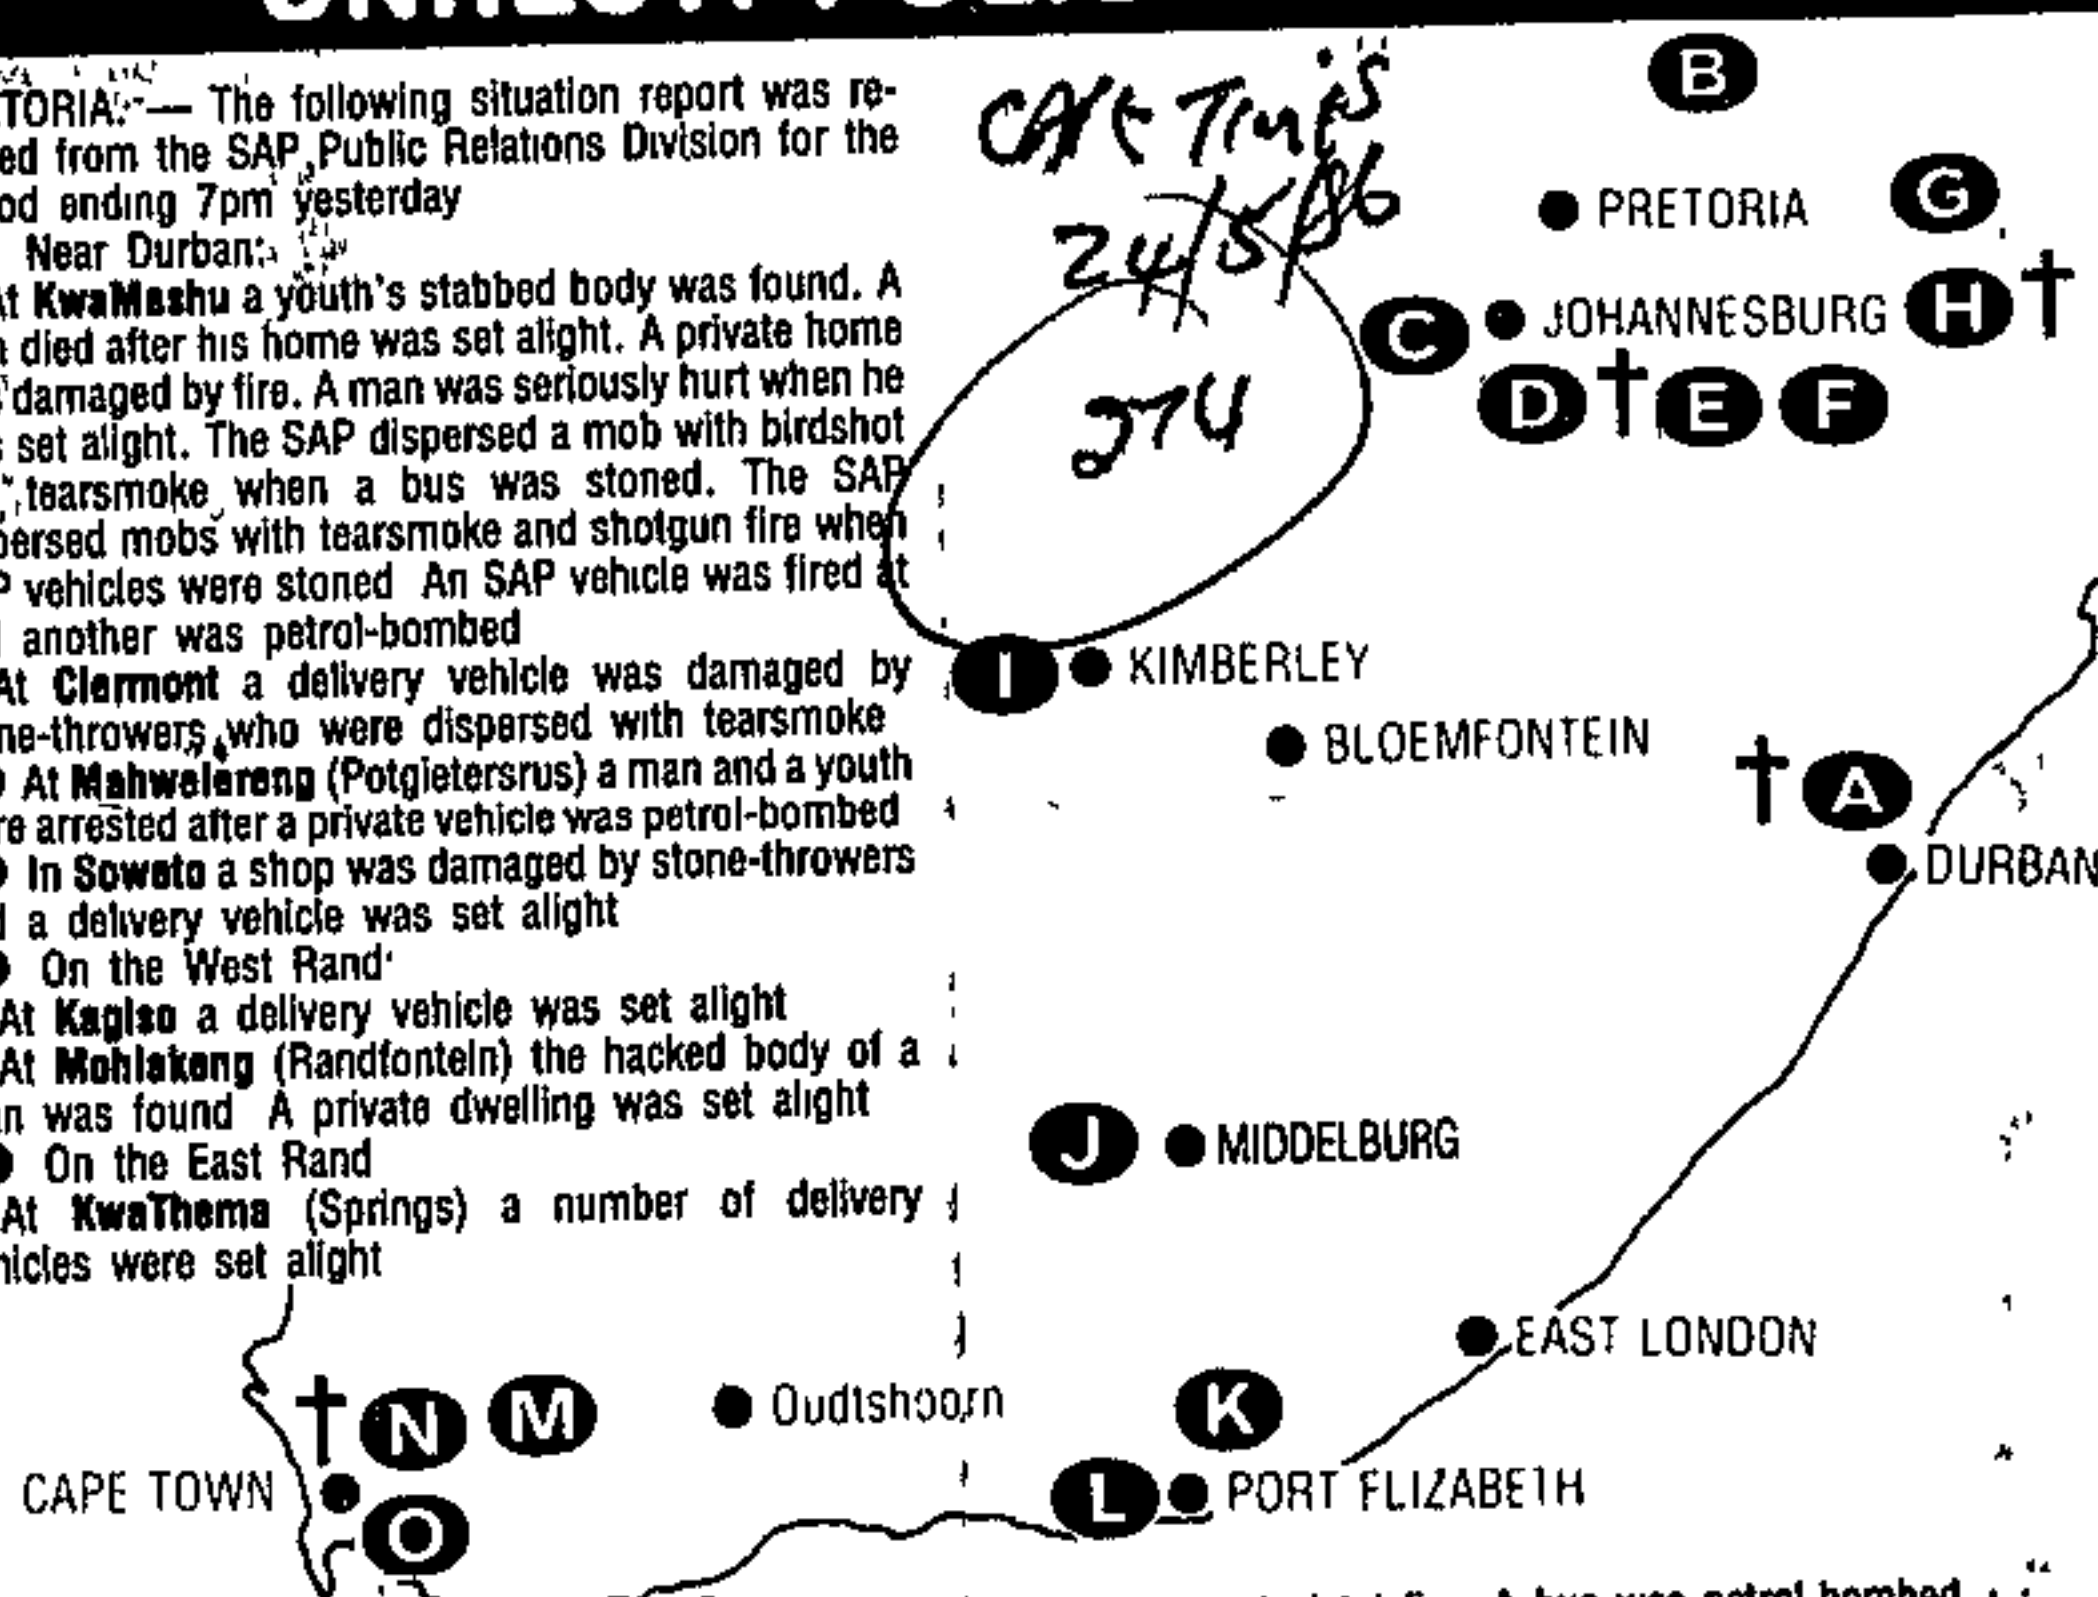 TORIA. — The following situation report was re-
ed from the SAP Public Relations Division for the
od ending 7pm yesterday
Near Durban:
At KwaMashu a youth's stabbed body was found. A
died after his home was set alight. A private home
damaged by fire. A man was seriously hurt when he
s set alight. The SAP dispersed a mob with birdshot
tearsmoke when a bus was stoned. The SAP
persed mobs with tearsmoke and shotgun fire when
P vehicles were stoned An SAP vehicle was fired at
another was petrol-bombed
At Clermont a delivery vehicle was damaged by
ne-throwers who were dispersed with tearsmoke
At Mahwelereng (Potgietersrus) a man and a youth
re arrested after a private vehicle was petrol-bombed
In Soweto a shop was damaged by stone-throwers
a delivery vehicle was set alight
On the West Rand
At Kagiso a delivery vehicle was set alight
At Mohlakeng (Randfontein) the hacked body of a
n was found A private dwelling was set alight
On the East Rand
At KwaThema (Springs) a number of delivery
hicles were set alight
Times
24/5/86
274
B
PRETORIA G
C JOHANNESBURG H
D E F
I KIMBERLEY
BLOEMFONTEIN
A
DURBAN
J MIDDELBURG
EAST LONDON
N M Oudtshoorn K
CAPE TOWN
L PORT ELIZABETH
O
A bus was petrol bombed